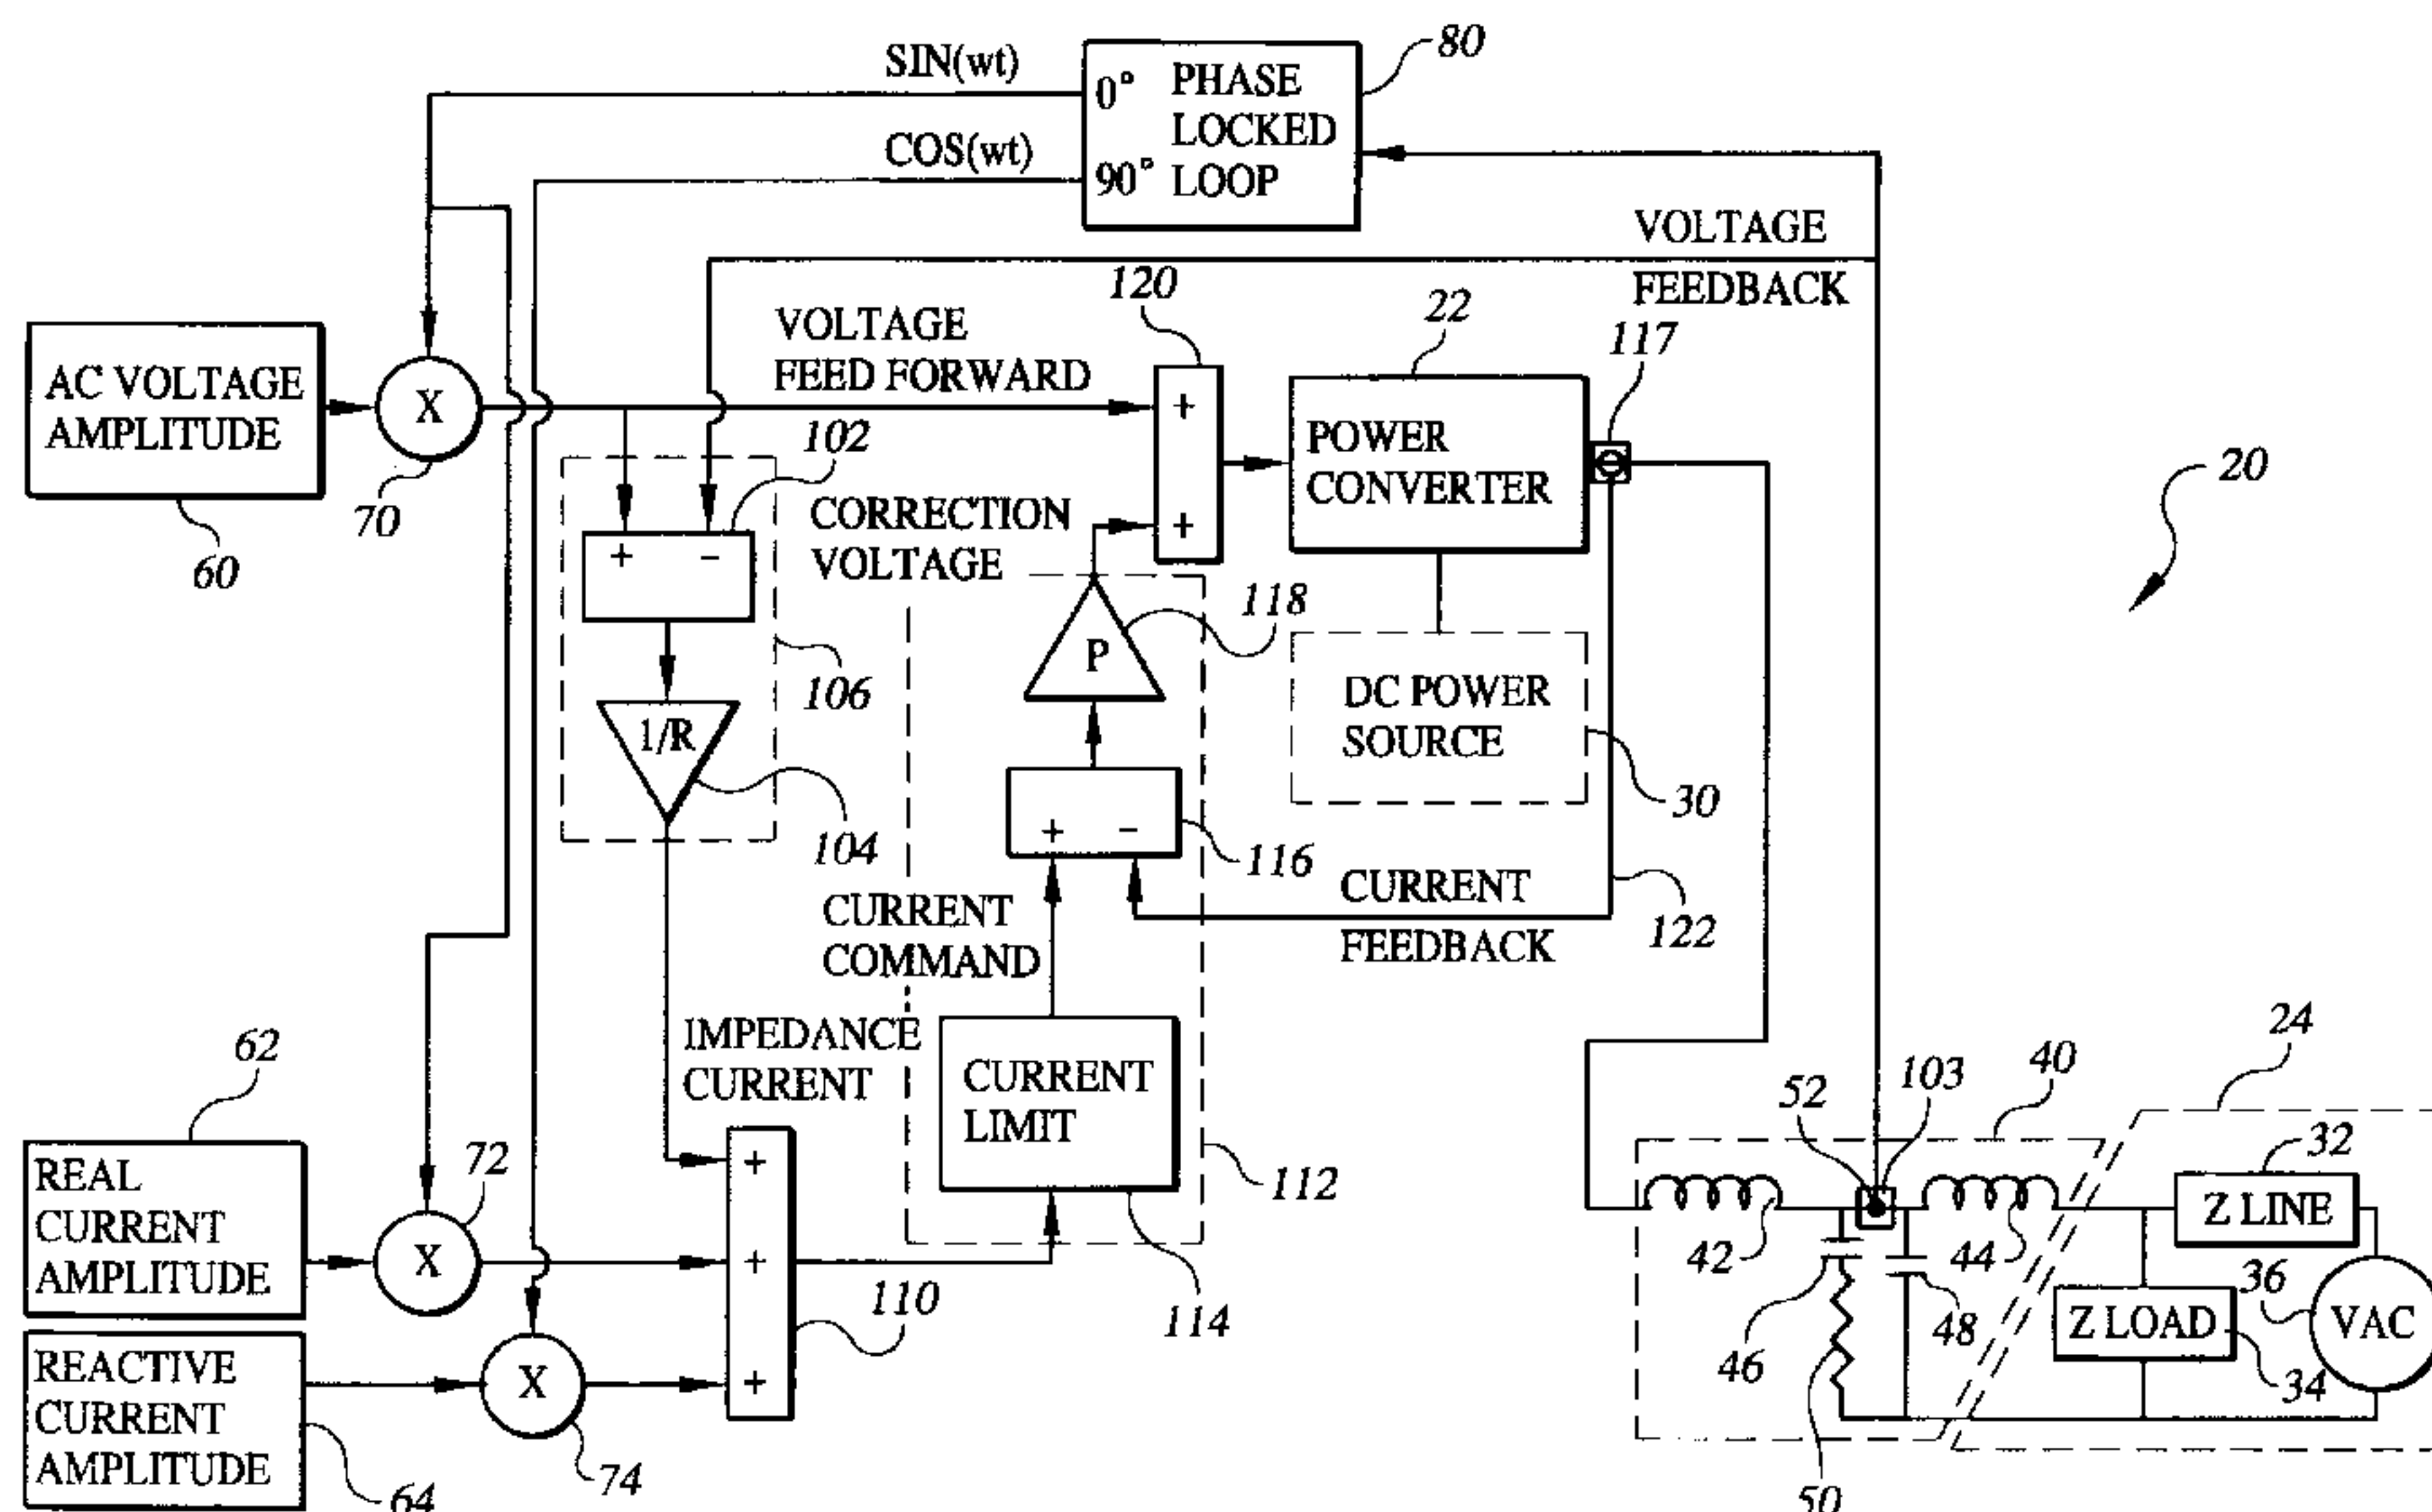 SIN(wt)
COS(wt)
0° PHASE
LOCKED
90° LOOP
80
VOLTAGE
FEEDBACK
120
22
117
VOLTAGE
FEED FORWARD
AC VOLTAGE
AMPLITUDE
60
X
70
102
+
+
POWER
CONVERTER
20
CORRECTION
VOLTAGE
+ -
118
P
106
1/R
104
DC POWER
SOURCE
30
+ -
116
CURRENT
FEEDBACK
122
CURRENT
COMMAND
IMPEDANCE
CURRENT
CURRENT
LIMIT
112
114
62
REAL
CURRENT
AMPLITUDE
72
X
REACTIVE
CURRENT
AMPLITUDE
64
X
74
+
+
+
110
24
40
52
103
32
Z LINE
42
44
36
VAC
46
48
Z LOAD
34
50